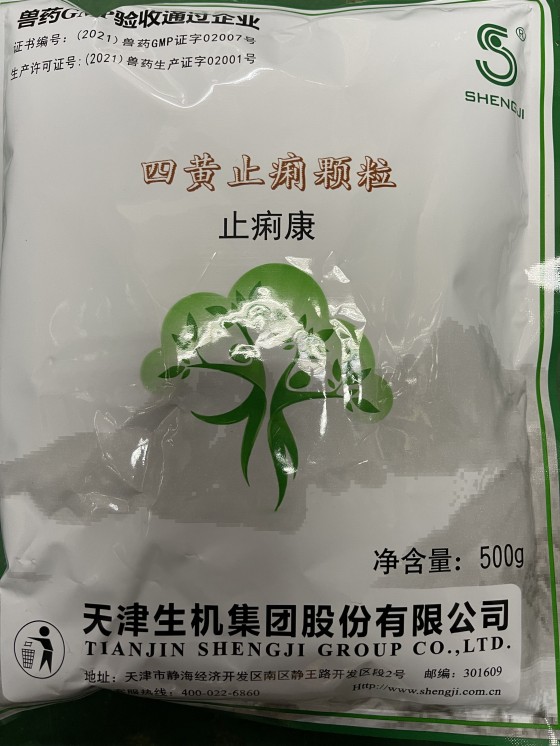 兽药GMP验收通过企业
证书编号：(2021)兽药GMP证字02007号
生产许可证号:(2021)兽药生产证字02001号
S®
SHENGJI
四黄止痢颗粒
止痢康
净含量：500g
天津生机集团股份有限公司
TIANJIN SHENGJI GROUP CO.,LTD.
地址：天津市静海经济开发区南区静王路开发区段2号 邮编：301609
服热线：400-022-6860 Http://www.shengji.com.cn